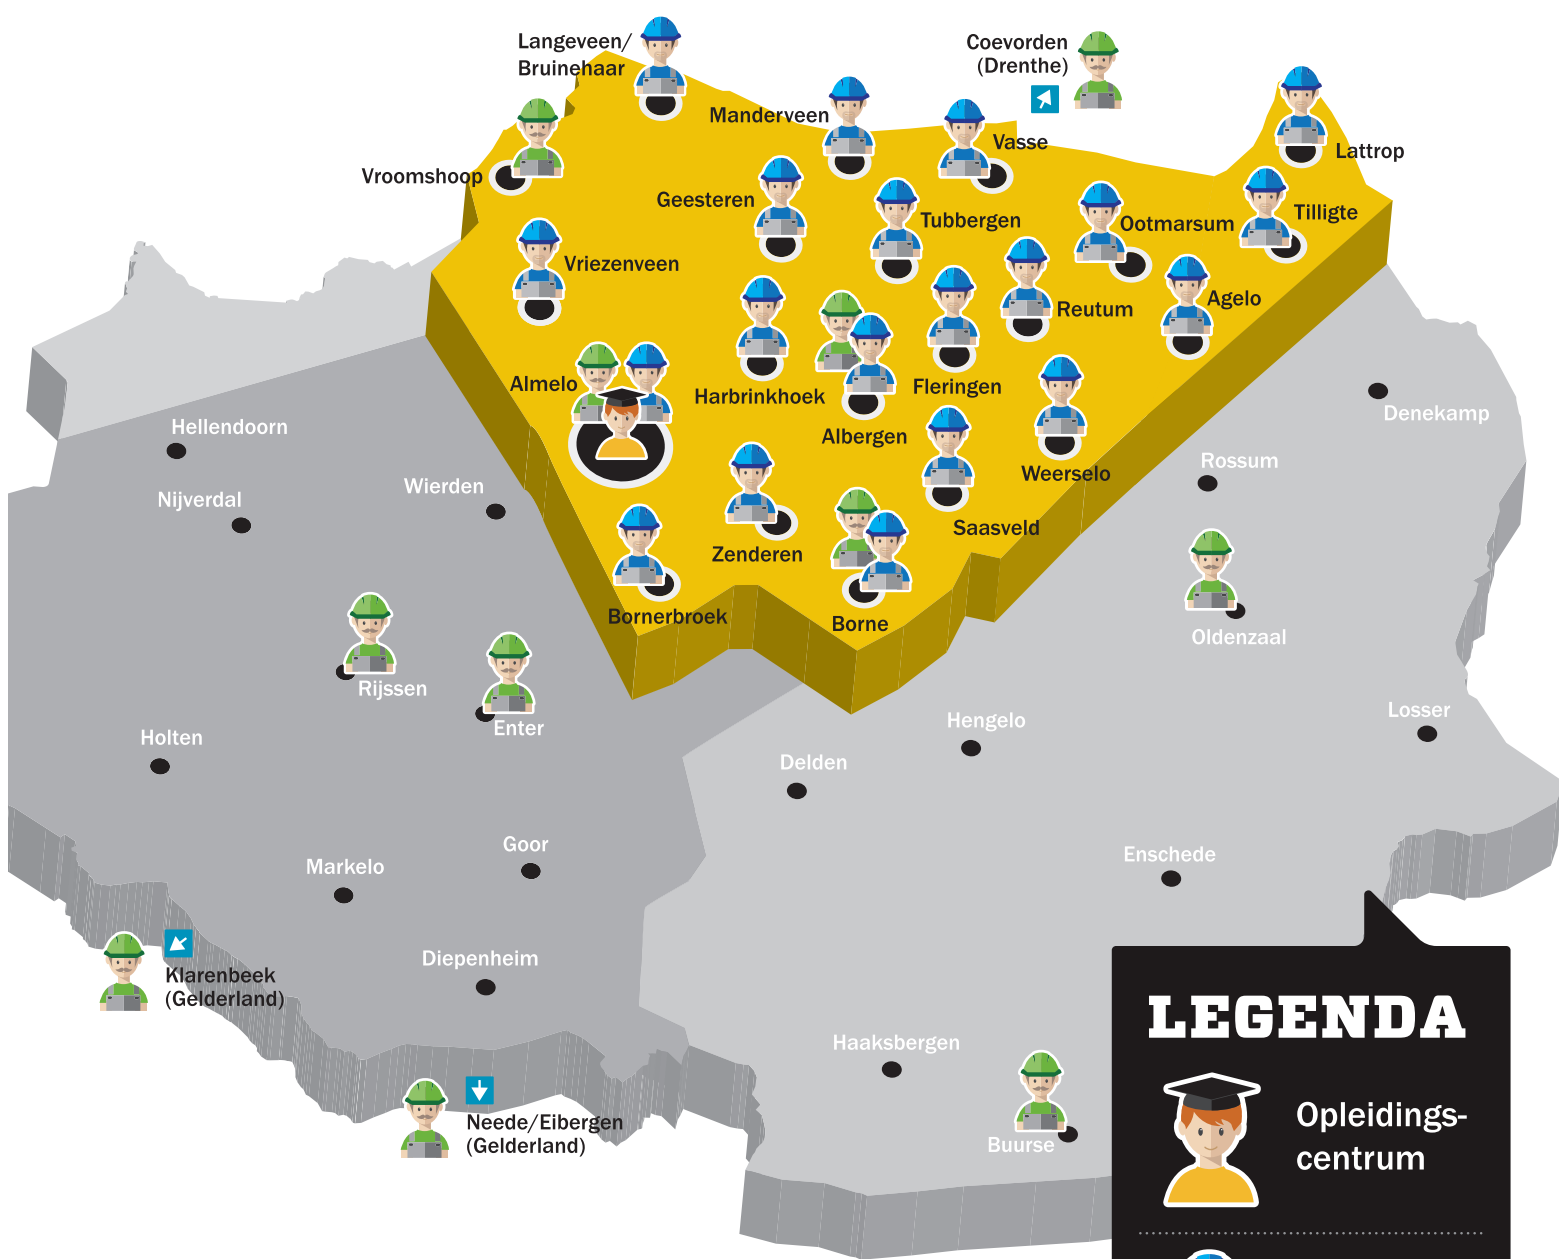 Langeveen/
Bruinehaar
Coevorden
(Drenthe)
Manderveen
Vasse
Lattrop
Vroomshoop
Geesteren
Tubbergen
Ootmarsum
Tilligte
Vriezenveen
Reutum
Agelo
Almelo
Harbrinkhoek
Fleringen
Albergen
Denekamp
Hellendoorn
Weerselo
Rossum
Nijverdal
Wierden
Saasveld
Zenderen
Bornerbroek
Borne
Oldenzaal
Rijssen
Enter
Holten
Hengelo
Losser
Delden
Goor
Markelo
Enschede
Diepenheim
Klarenbeek
(Gelderland)
Haaksbergen
Neede/Eibergen
(Gelderland)
Buurse
LEGENDA
Opleidings-
centrum